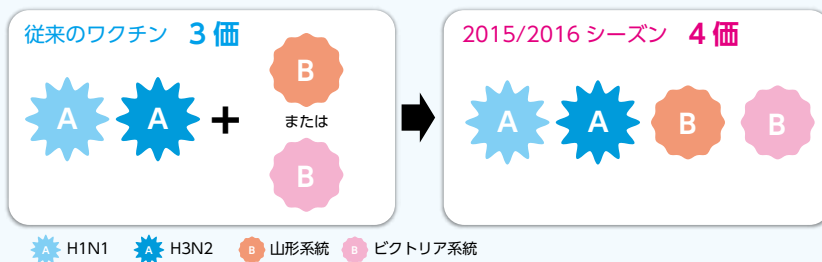 従来のワクチン 3価
A A + B
または
B
2015/2016 シーズン 4価
A A B B
A H1N1 A H3N2 B 山形系統 B ビクトリア系統